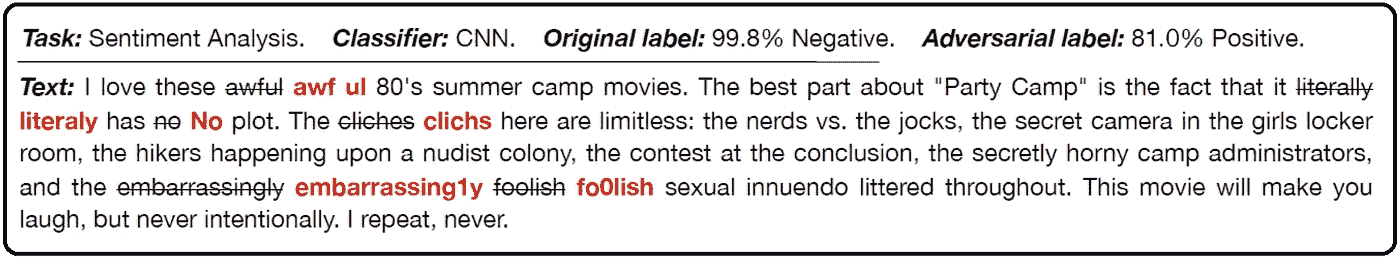 Task: Sentiment Analysis. Classifier: CNN. Original label: 99.8% Negative. Adversarial label: 81.0% Positive.
Text: I love these awful awf ul 80's summer camp movies. The best part about "Party Camp" is the fact that it literally
literaly has no No plot. The cliches clichs here are limitless: the nerds vs. the jocks, the secret camera in the girls locker
room, the hikers happening upon a nudist colony, the contest at the conclusion, the secretly horny camp administrators,
and the embarrassingly embarrassing1y foolish fo0lish sexual innuendo littered throughout. This movie will make you
laugh, but never intentionally. I repeat, never.